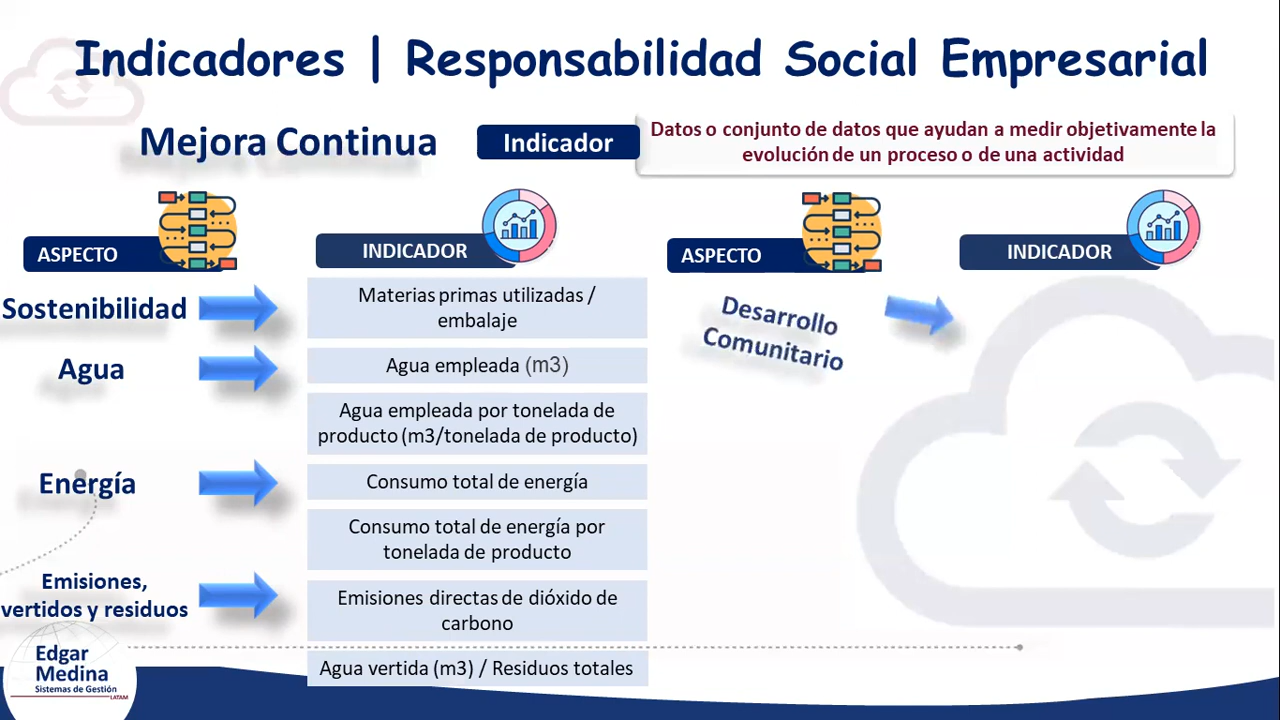 Indicadores | Responsabilidad Social Empresarial
Mejora Continua
Indicador
Datos o conjunto de datos que ayudan a medir objetivamente la
evolución de un proceso o de una actividad
ASPECTO
INDICADOR
Sostenibilidad
Materias primas utilizadas /
embalaje
Agua
Agua empleada (m3)
Agua empleada por tonelada de
producto (m3/tonelada de producto)
Energía
Consumo total de energía
Consumo total de energía por
tonelada de producto
Emisiones,
vertidos y residuos
Emisiones directas de dióxido de
carbono
Agua vertida (m3) / Residuos totales
ASPECTO
INDICADOR
Desarrollo
Comunitario
Edgar
Medina
Sistemas de Gestión
LATAM